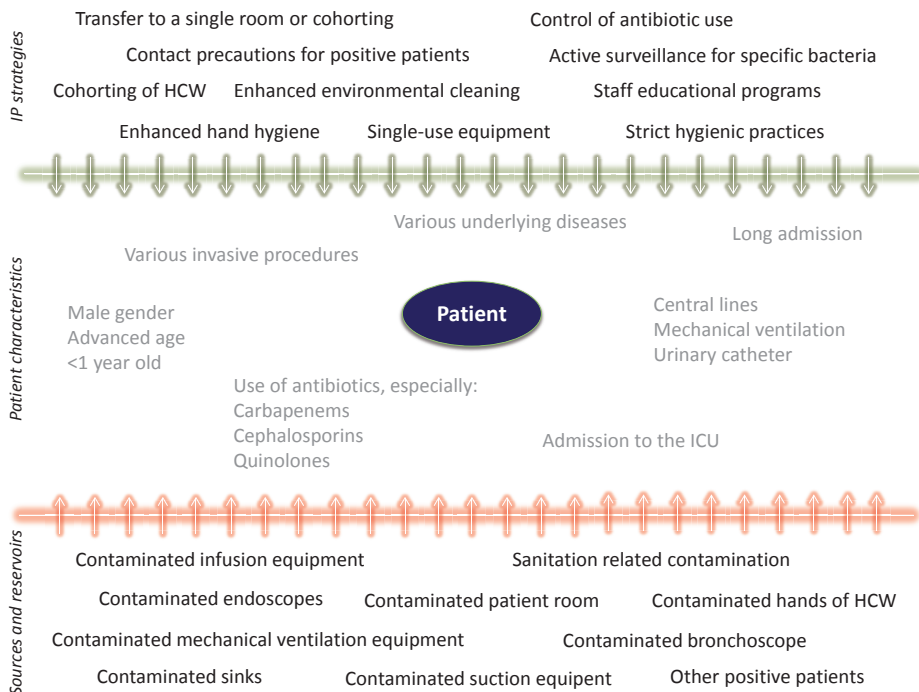 IP strategies
Transfer to a single room or cohorting
Control of antibiotic use
Contact precautions for positive patients
Active surveillance for specific bacteria
Cohorting of HCW
Enhanced environmental cleaning
Staff educational programs
Enhanced hand hygiene
Single-use equipment
Strict hygienic practices
Patient characteristics
Various underlying diseases
Long admission
Various invasive procedures
Patient
Male gender
Advanced age
<1 year old
Central lines
Mechanical ventilation
Urinary catheter
Use of antibiotics, especially:
Carbapenems
Cephalosporins
Quinolones
Admission to the ICU
Sources and reservoirs
Contaminated infusion equipment
Sanitation related contamination
Contaminated endoscopes
Contaminated patient room
Contaminated hands of HCW
Contaminated mechanical ventilation equipment
Contaminated bronchoscope
Contaminated sinks
Contaminated suction equipent
Other positive patients